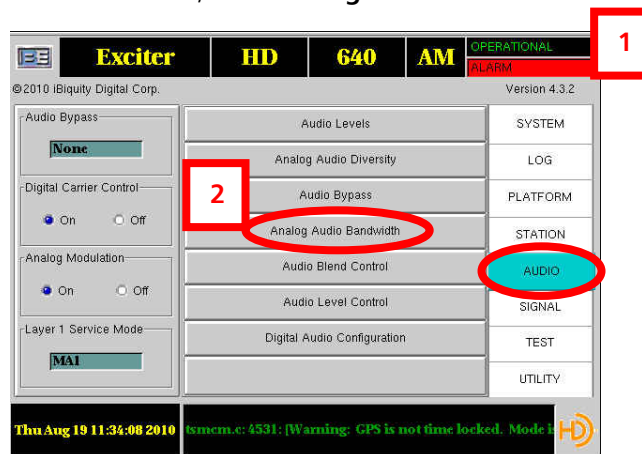 Exciter HD 640 AM OPERATIONAL
ALARM
1
©2010 iBiquity Digital Corp. Version 4.3.2
Audio Bypass
None
Digital Carrier Control
On Off
Analog Modulation
On Off
Layer 1 Service Mode
MA1
2
Audio Levels
Analog Audio Diversity
Audio Bypass
Analog Audio Bandwidth
Audio Blend Control
Audio Level Control
Digital Audio Configuration
SYSTEM
LOG
PLATFORM
STATION
AUDIO
SIGNAL
TEST
UTILITY
Thu Aug 19 11:34:08 2010
tsmcm.c: 4531: [Warning: GPS is not time locked. Mode is
HD